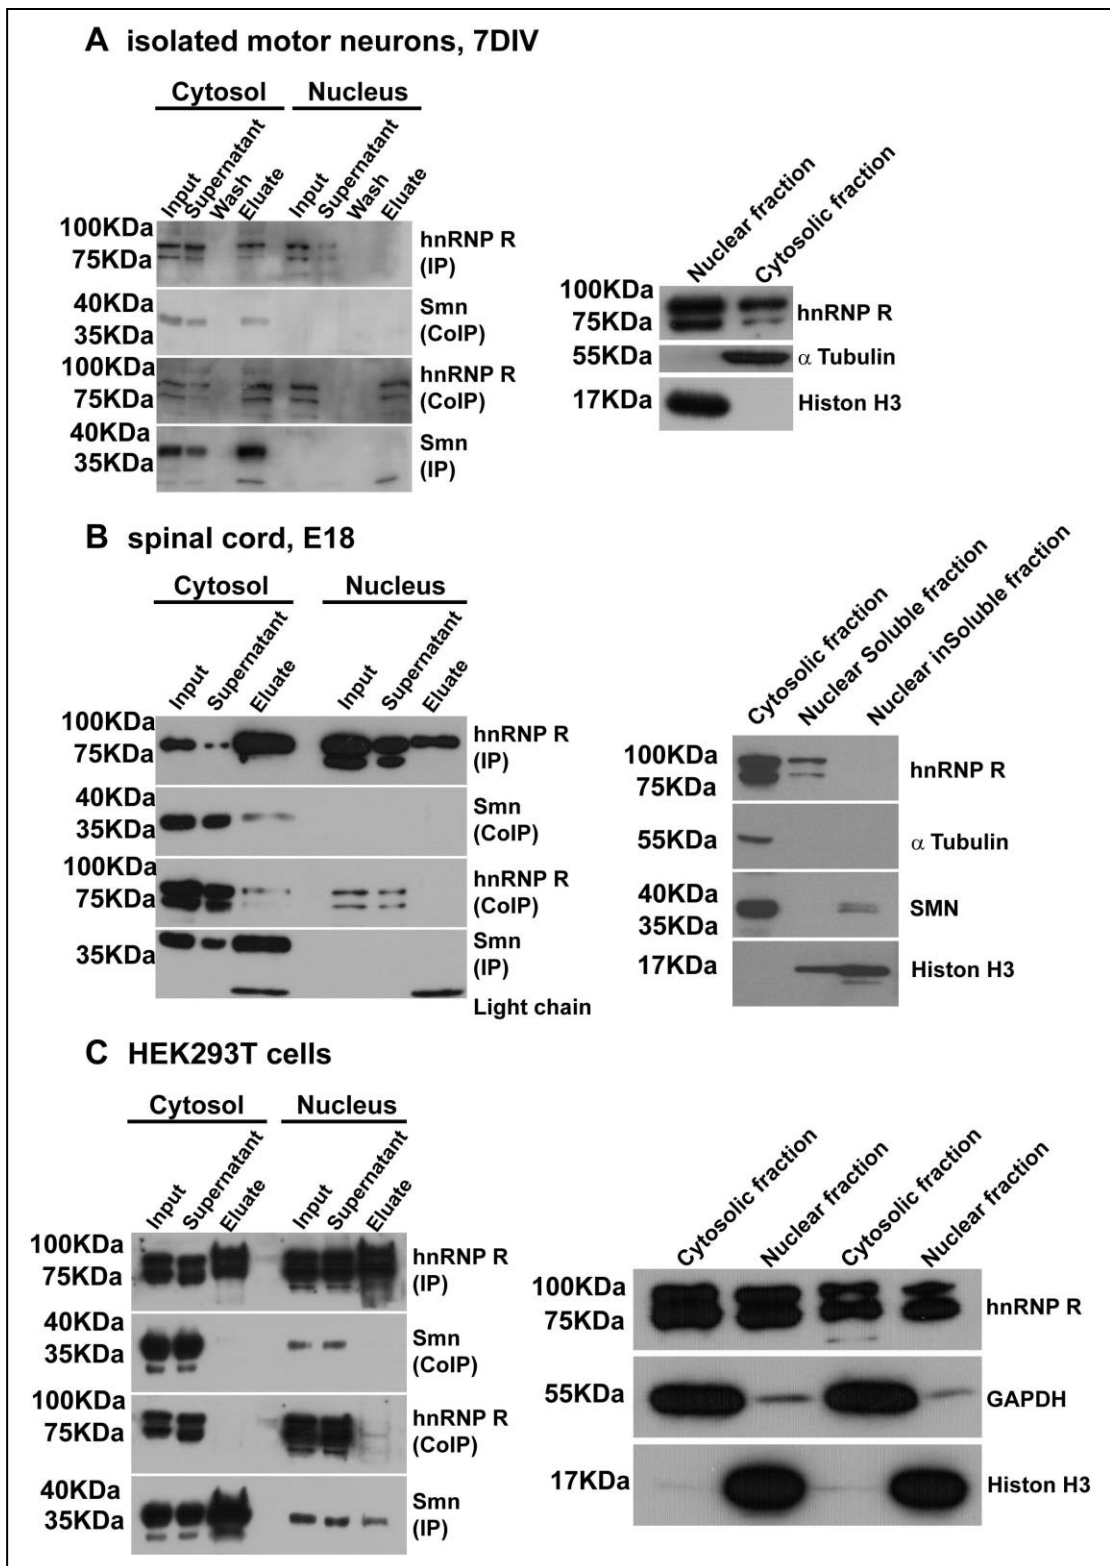 A isolated motor neurons, 7DIV
Cytosol Nucleus
Input Supernatant Wash Eluate Input Supernatant Wash Eluate
100KDa
75KDa
hnRNP R
(IP)
40KDa
35KDa
Smn
(CoIP)
100KDa
75KDa
hnRNP R
(CoIP)
40KDa
35KDa
Smn
(IP)
Nuclear fraction Cytosolic fraction
100KDa
75KDa
hnRNP R
55KDa
α Tubulin
17KDa
Histon H3
B spinal cord, E18
Cytosol Nucleus
Input Supernatant Eluate Input Supernatant Eluate
100KDa
75KDa
hnRNP R
(IP)
40KDa
35KDa
Smn
(CoIP)
100KDa
75KDa
hnRNP R
(CoIP)
35KDa
Smn
(IP)
Light chain
Cytosolic fraction Nuclear Soluble fraction Nuclear inSoluble fraction
100KDa
75KDa
hnRNP R
55KDa
α Tubulin
40KDa
35KDa
SMN
17KDa
Histon H3
C HEK293T cells
Cytosol Nucleus
Input Supernatant Eluate Input Supernatant Eluate
100KDa
75KDa
hnRNP R
(IP)
40KDa
35KDa
Smn
(CoIP)
100KDa
75KDa
hnRNP R
(CoIP)
40KDa
35KDa
Smn
(IP)
Cytosolic fraction Nuclear fraction Cytosolic fraction Nuclear fraction
100KDa
75KDa
hnRNP R
55KDa
GAPDH
17KDa
Histon H3